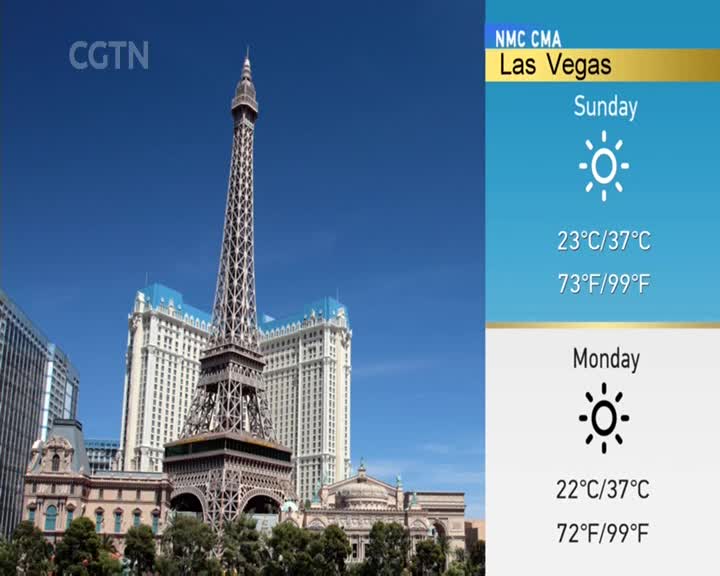 CGTN
NMC CMA
Las Vegas
Sunday
23℃/37℃
73℉/99℉
Monday
22℃/37℃
72℉/99℉